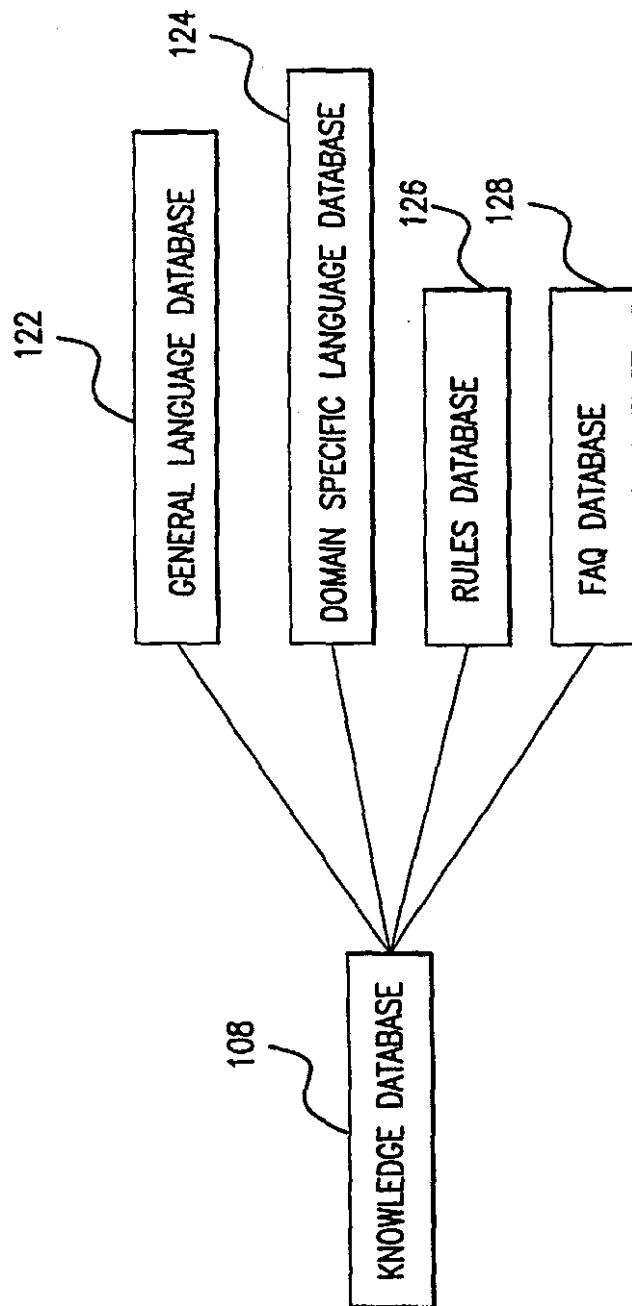 122
GENERAL LANGUAGE DATABASE
124
DOMAIN SPECIFIC LANGUAGE DATABASE
108
KNOWLEDGE DATABASE
126
RULES DATABASE
128
FAQ DATABASE